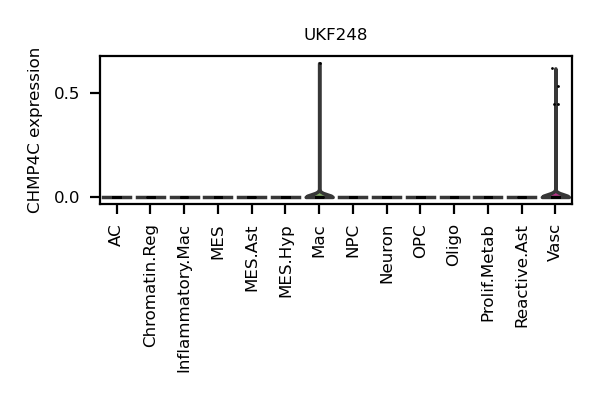 UKF248
CHMP4C expression
0.5
0.0
AC
Chromatin.Reg
Inflammatory.Mac
MES
MES.Ast
MES.Hyp
Mac
NPC
Neuron
OPC
Oligo
Prolif.Metab
Reactive.Ast
Vasc